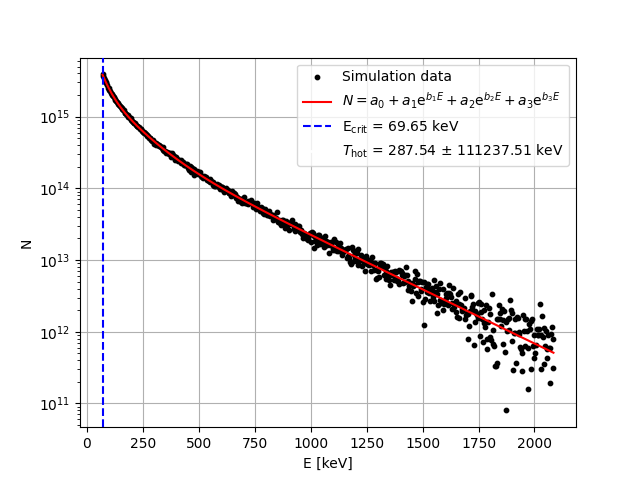 Simulation data
N = a₀ + a₁e^{b₁E} + a₂e^{b₂E} + a₃e^{b₃E}
E_crit = 69.65 keV
T_hot = 287.54 ± 111237.51 keV
10¹⁵
10¹⁴
10¹³
10¹²
10¹¹
N
0 250 500 750 1000 1250 1500 1750 2000
E [keV]